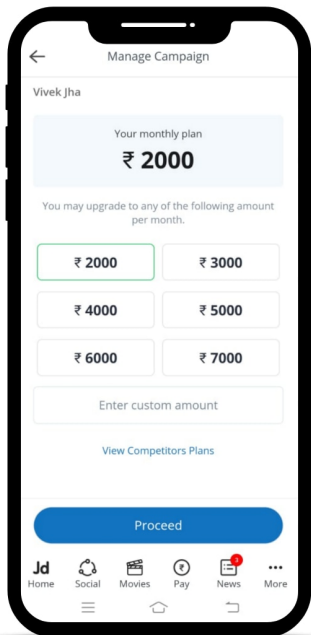 Manage Campaign
Vivek Jha
Your monthly plan
₹ 2000
You may upgrade to any of the following amount
per month.
₹ 2000 ₹ 3000
₹ 4000 ₹ 5000
₹ 6000 ₹ 7000
Enter custom amount
View Competitors Plans
Proceed
Jd ₹ 3
Home Social Movies Pay News More